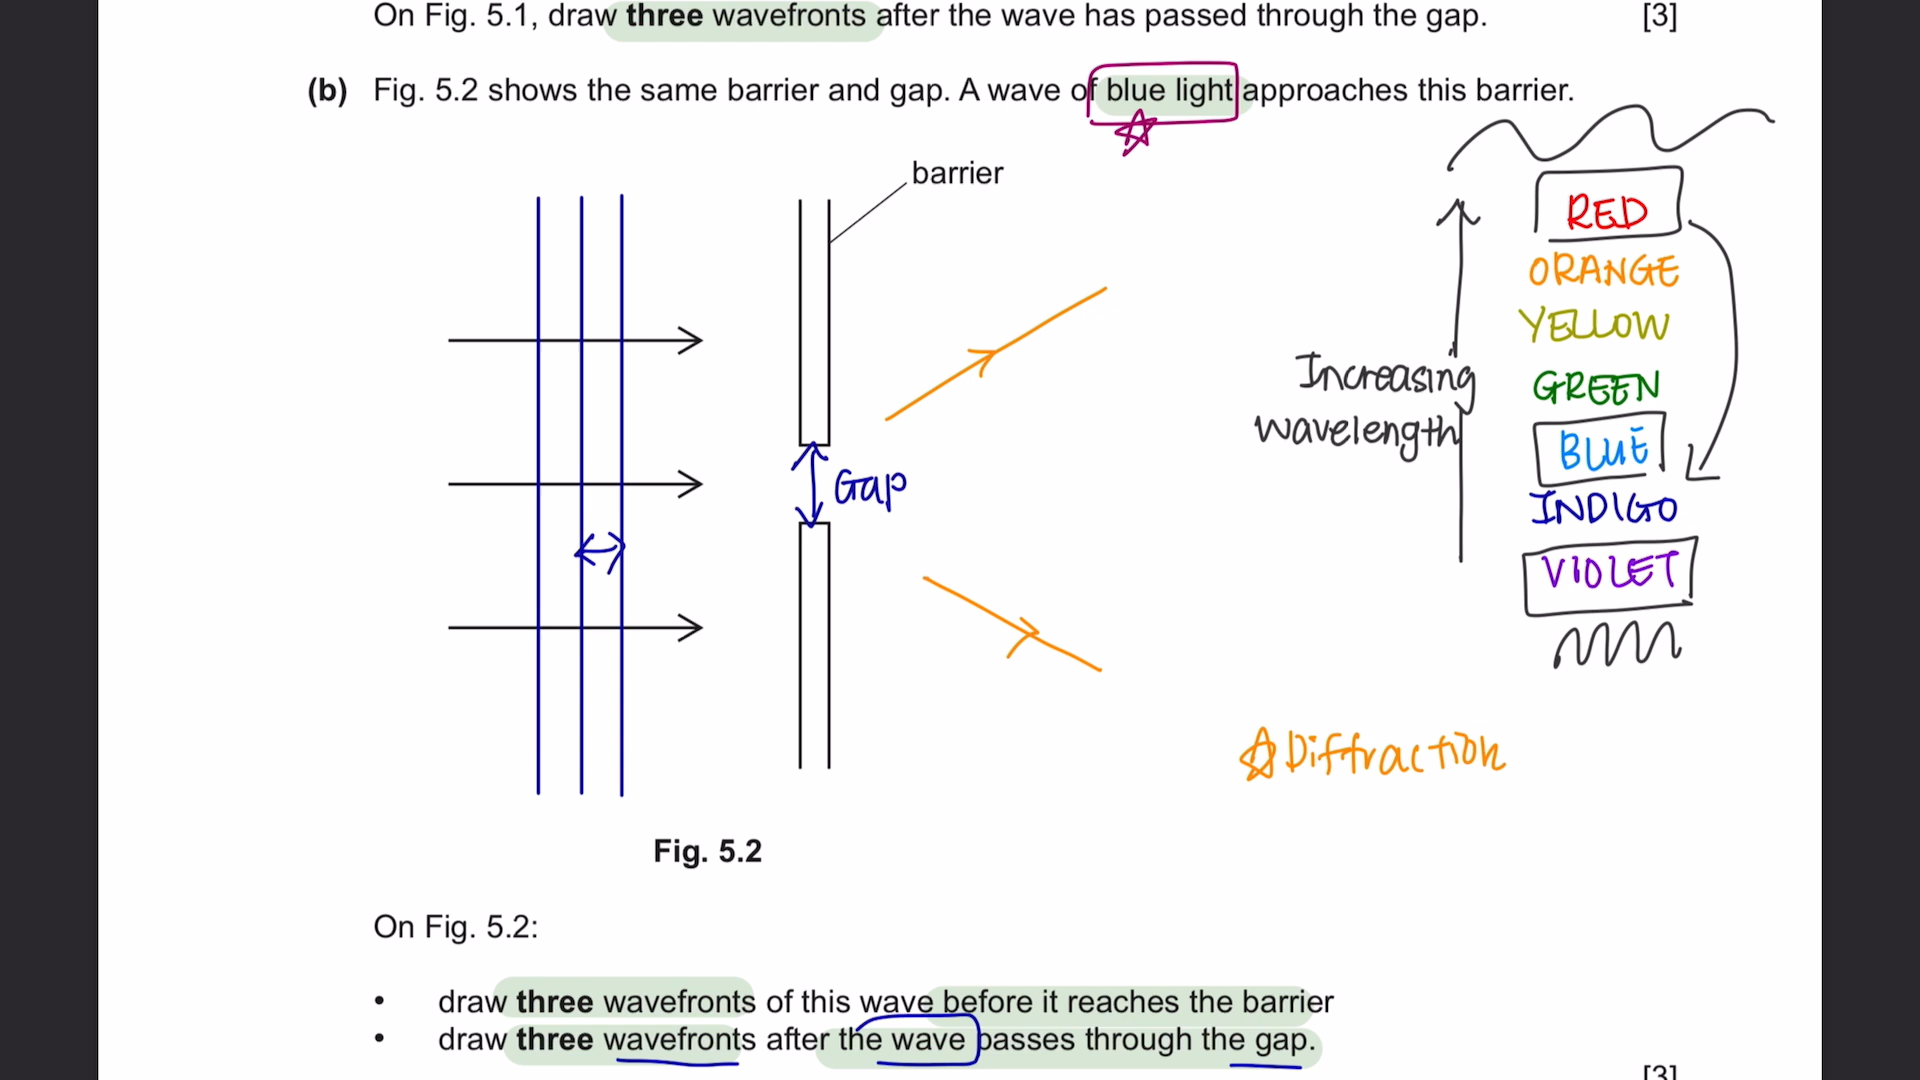 On Fig. 5.1, draw three wavefronts after the wave has passed through the gap. [3]
(b) Fig. 5.2 shows the same barrier and gap. A wave of blue light approaches this barrier.
barrier
RED
ORANGE
YELLOW
GREEN
BLUE
INDIGO
VIOLET
Increasing
wavelength
Gap
Diffraction
Fig. 5.2
On Fig. 5.2:
• draw three wavefronts of this wave before it reaches the barrier
• draw three wavefronts after the wave passes through the gap.
[3]